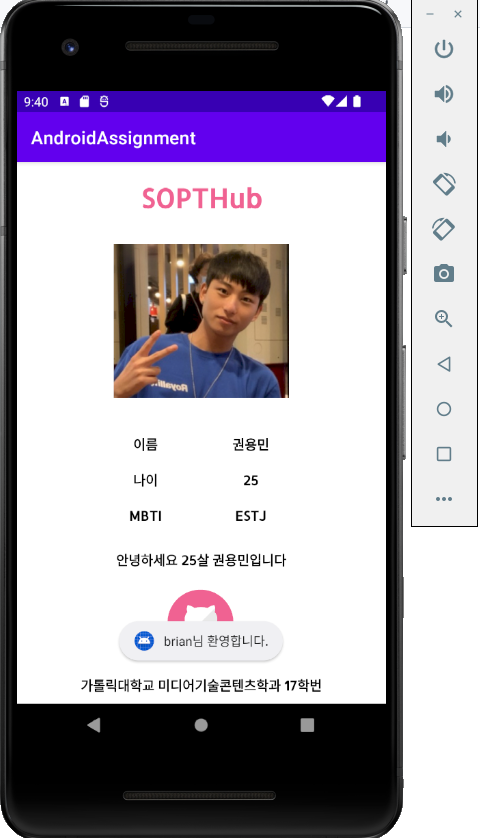 9:40
AndroidAssignment
SOPTHub
이름 권용민
나이 25
MBTI ESTJ
안녕하세요 25살 권용민입니다
brian님 환영합니다.
가톨릭대학교 미디어기술콘텐츠학과 17학번